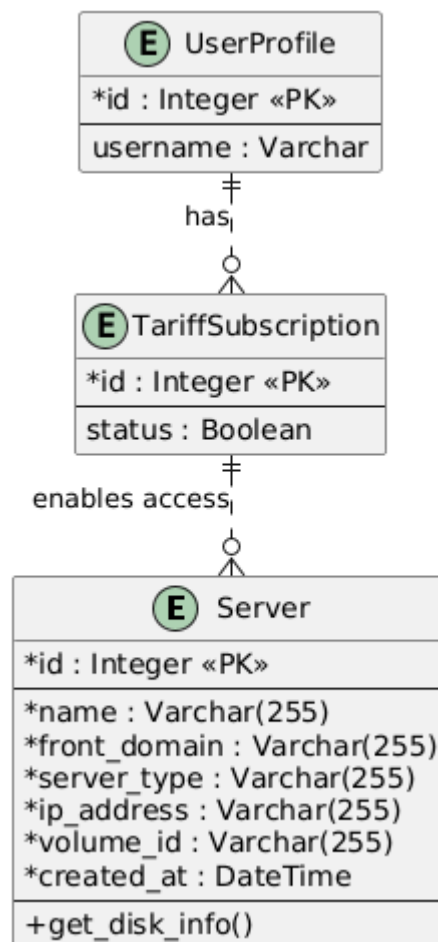 E UserProfile
*id : Integer «PK»
username : Varchar
has
E TariffSubscription
*id : Integer «PK»
status : Boolean
enables access
E Server
*id : Integer «PK»
*name : Varchar(255)
*front_domain : Varchar(255)
*server_type : Varchar(255)
*ip_address : Varchar(255)
*volume_id : Varchar(255)
*created_at : DateTime
+get_disk_info()